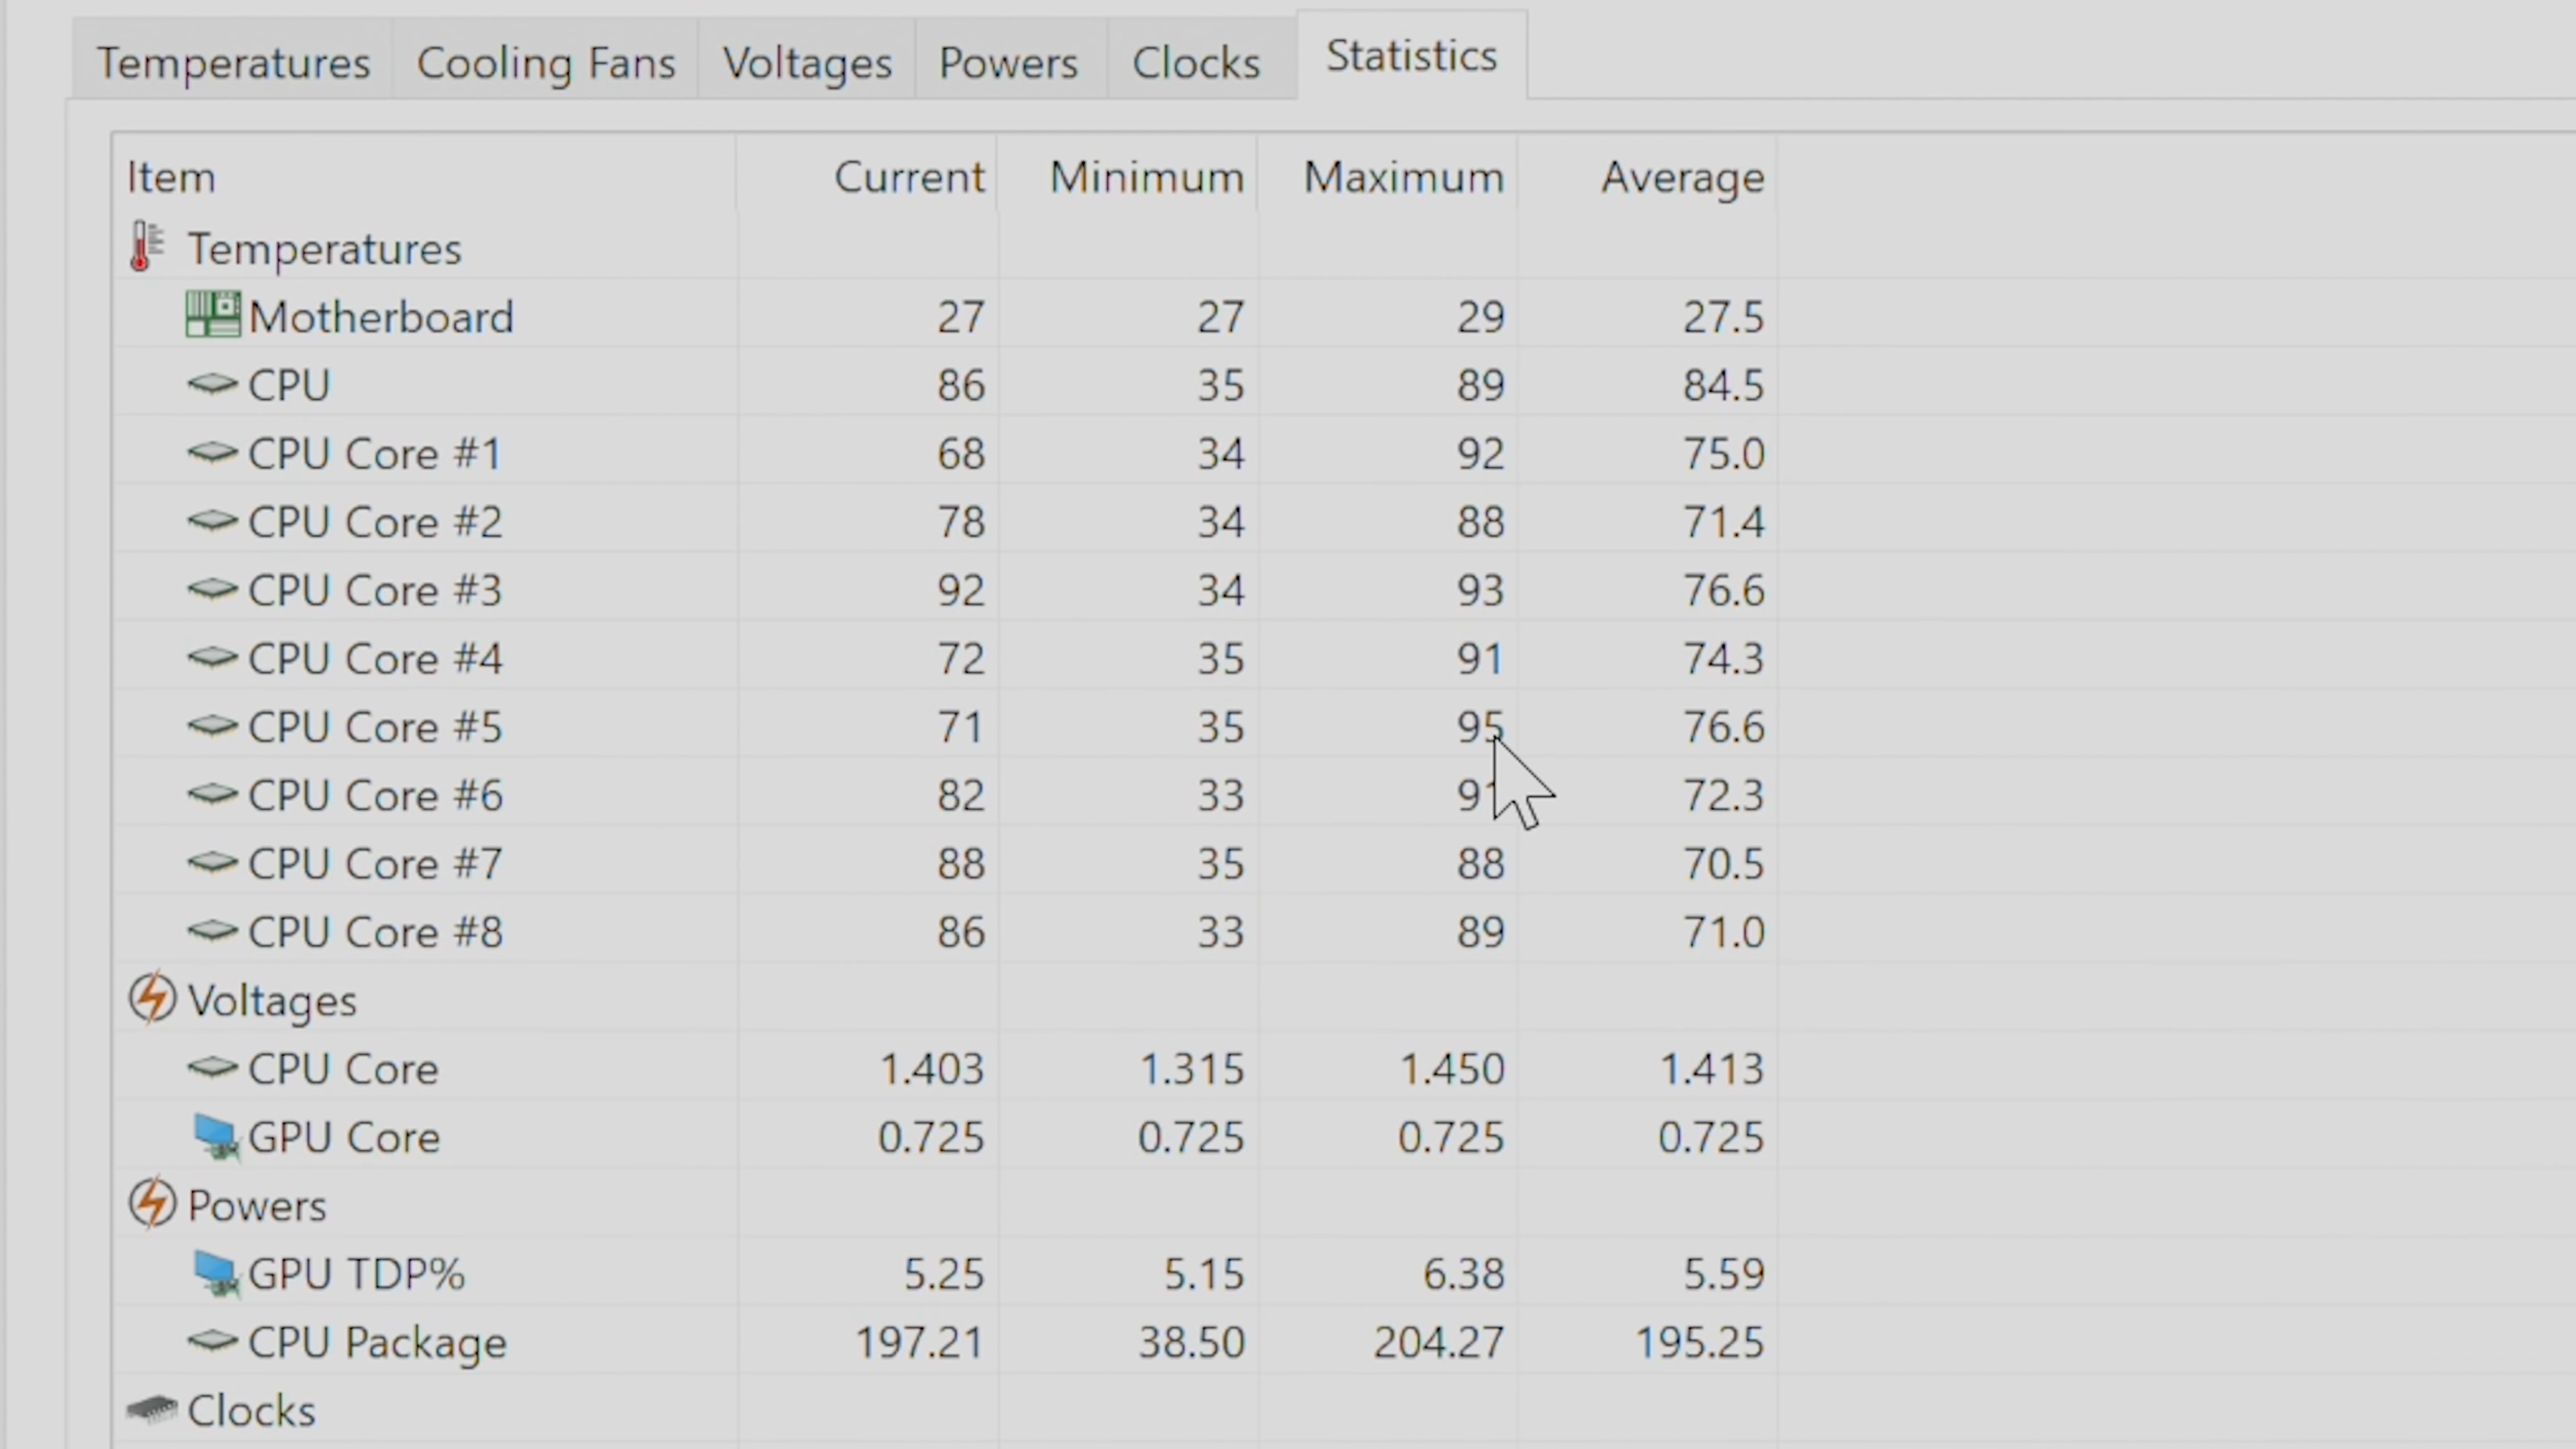 Temperatures Cooling Fans Voltages Powers Clocks Statistics
Item Current Minimum Maximum Average
Temperatures
Motherboard 27 27 29 27.5
CPU 86 35 89 84.5
CPU Core #1 68 34 92 75.0
CPU Core #2 78 34 88 71.4
CPU Core #3 92 34 93 76.6
CPU Core #4 72 35 91 74.3
CPU Core #5 71 35 95 76.6
CPU Core #6 82 33 91 72.3
CPU Core #7 88 35 88 70.5
CPU Core #8 86 33 89 71.0
Voltages
CPU Core 1.403 1.315 1.450 1.413
GPU Core 0.725 0.725 0.725 0.725
Powers
GPU TDP% 5.25 5.15 6.38 5.59
CPU Package 197.21 38.50 204.27 195.25
Clocks